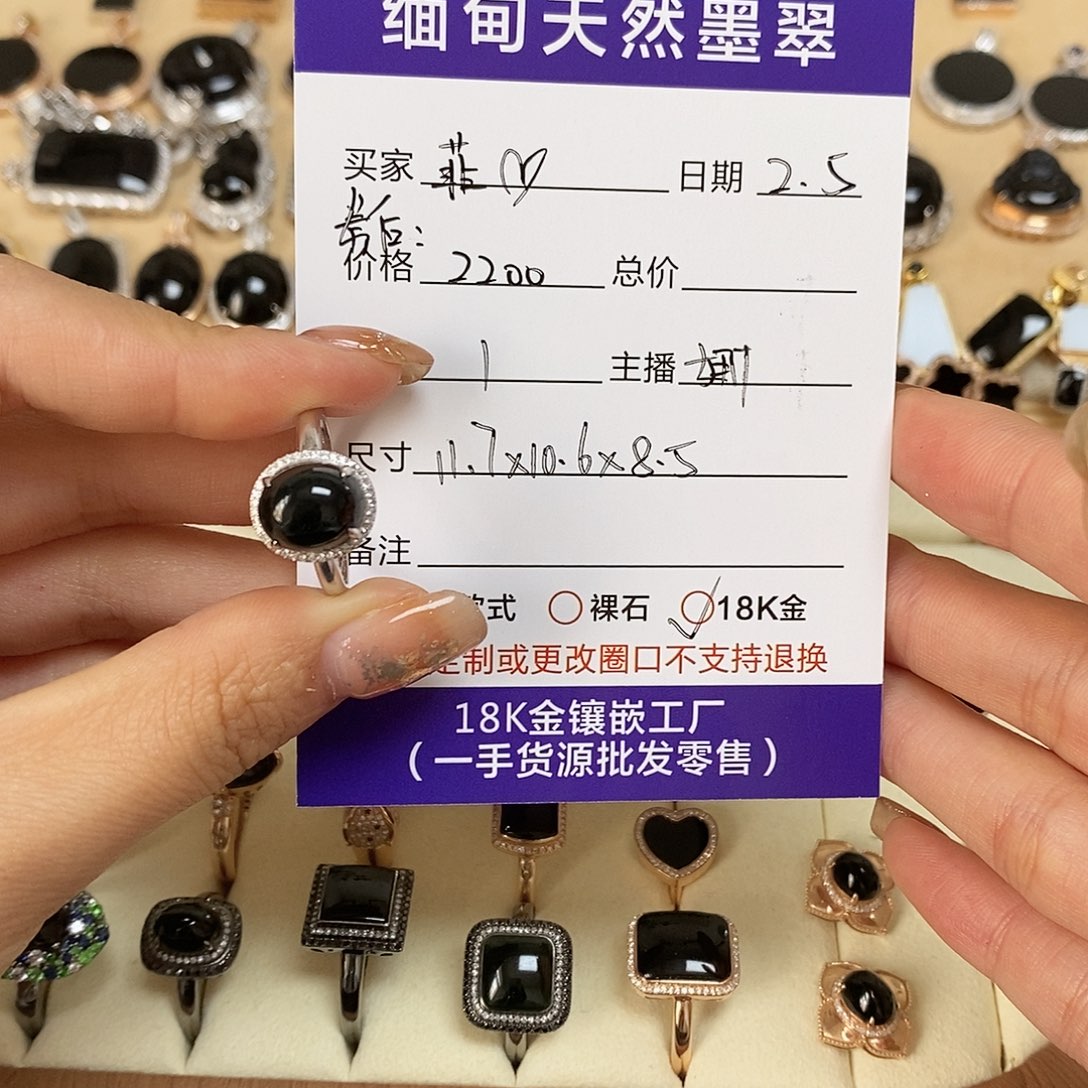 缅甸天然墨翠
买家 菲 日期 2.5
价格 2200 总价
1 主播
尺寸 11.7x10.6x8.5
备注
款式 裸石 18K金
定制或更改圈口不支持退换
18K金镶嵌工厂
（一手货源批发零售）